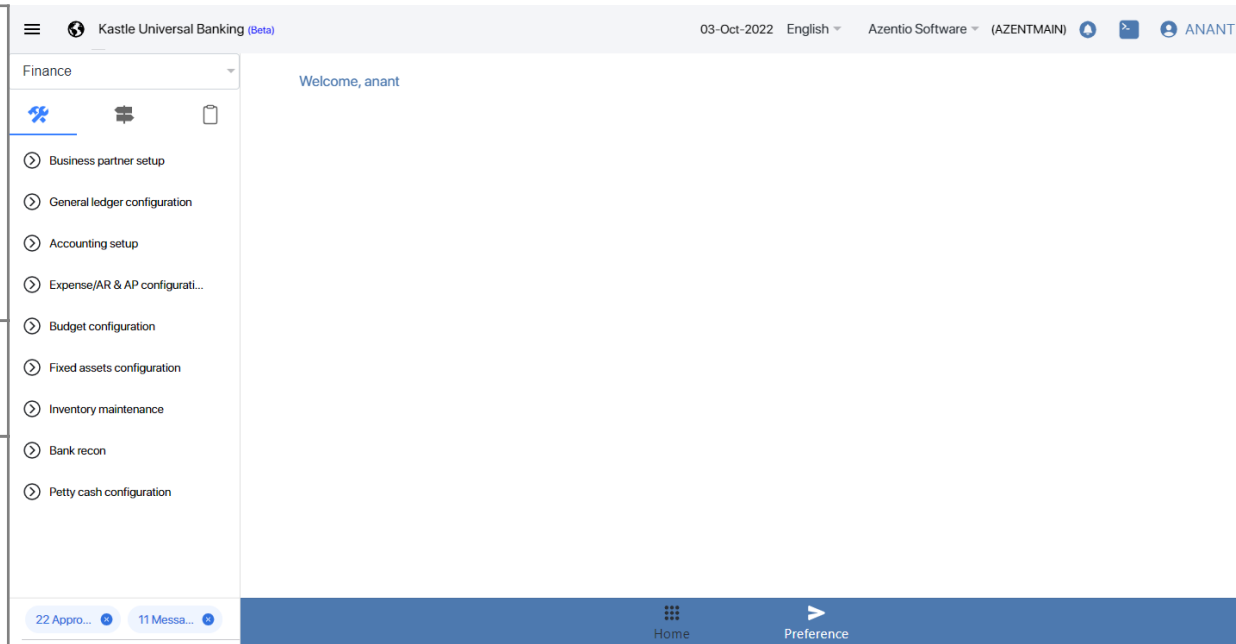 Kastle Universal Banking (Beta)
03-Oct-2022 English Azentio Software (AZENTMAIN) ANANT
Finance
Welcome, anant
Business partner setup
General ledger configuration
Accounting setup
Expense/AR & AP configurati...
Budget configuration
Fixed assets configuration
Inventory maintenance
Bank recon
Petty cash configuration
22 Appro... 11 Messa...
Home Preference